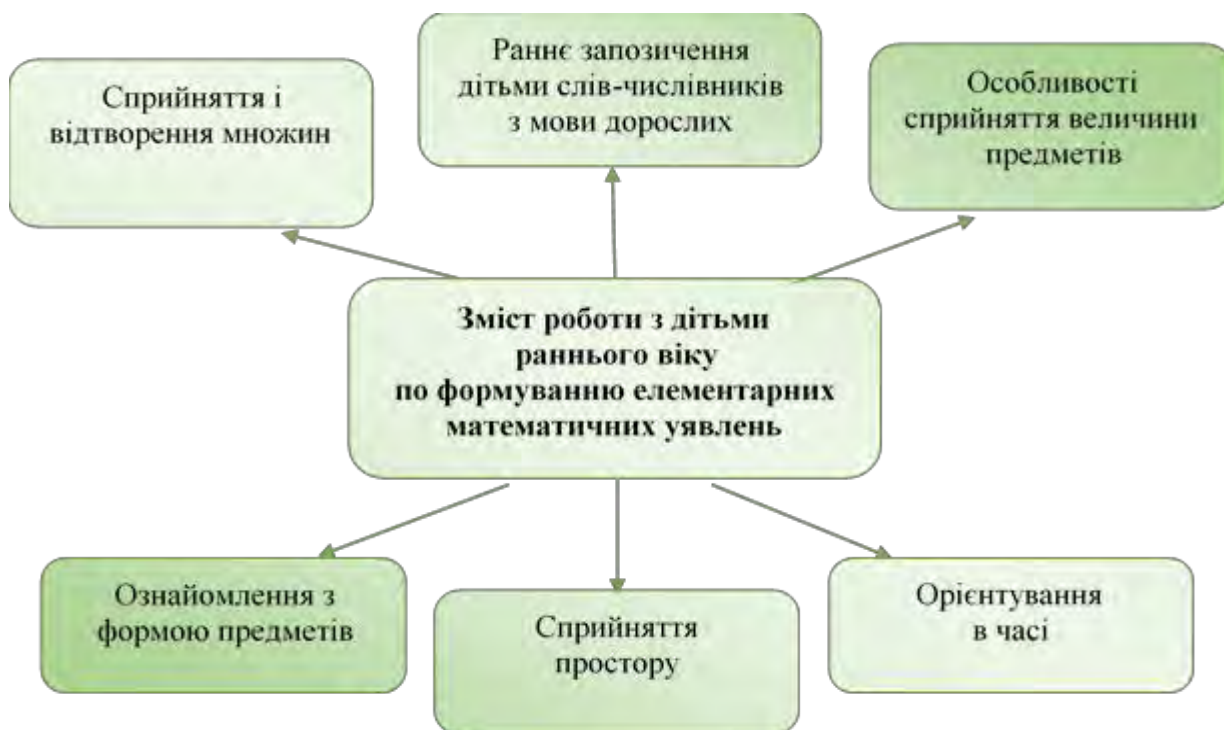 Сприйняття і
відтворення множин
Раннє запозичення
дітьми слів-числівників
з мови дорослих
Особливості
сприйняття величини
предметів
Зміст роботи з дітьми
раннього віку
по формуванню елементарних
математичних уявлень
Ознайомлення з
формою предметів
Сприйняття
простору
Орієнтування
в часі